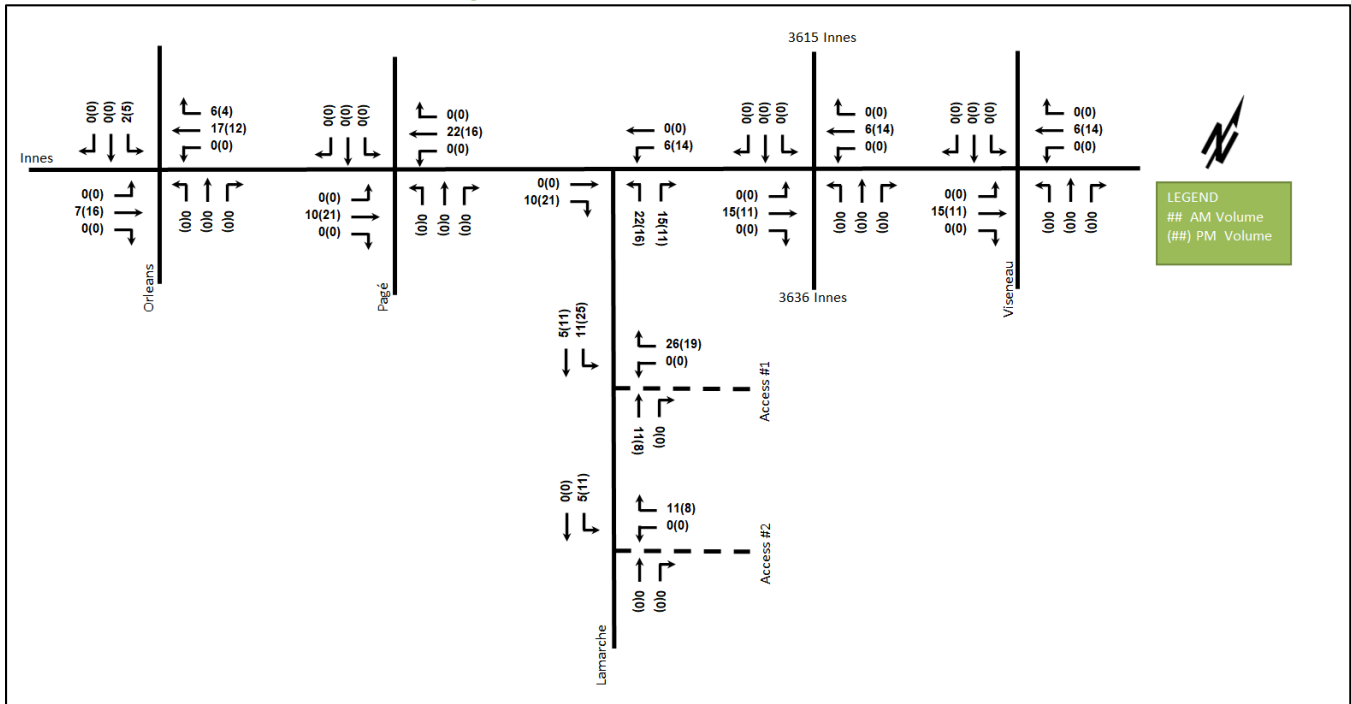 3615 Innes
0(0) 0(0) 2(5)
6(4)
17(12)
0(0)
0(0) 0(0) 0(0)
0(0)
22(16)
0(0)
0(0)
6(14)
0(0) 0(0) 0(0)
0(0)
6(14)
0(0)
0(0) 0(0) 0(0)
0(0)
6(14)
0(0)
Innes
0(0)
7(16)
0(0)
0(0) 0(0) 0(0)
0(0)
10(21)
0(0)
0(0) 0(0) 0(0)
0(0)
10(21)
22(16) 15(11)
0(0)
15(11)
0(0)
0(0) 0(0) 0(0)
0(0)
15(11)
0(0)
0(0) 0(0) 0(0)
LEGEND
## AM Volume
(##) PM Volume
Orleans
Pagé
3636 Innes
Viseneau
5(11) 11(25)
26(19)
0(0)
Access #1
11(8) 0(0)
0(0) 5(11)
11(8)
0(0)
Access #2
0(0) 0(0)
Lamarche
N